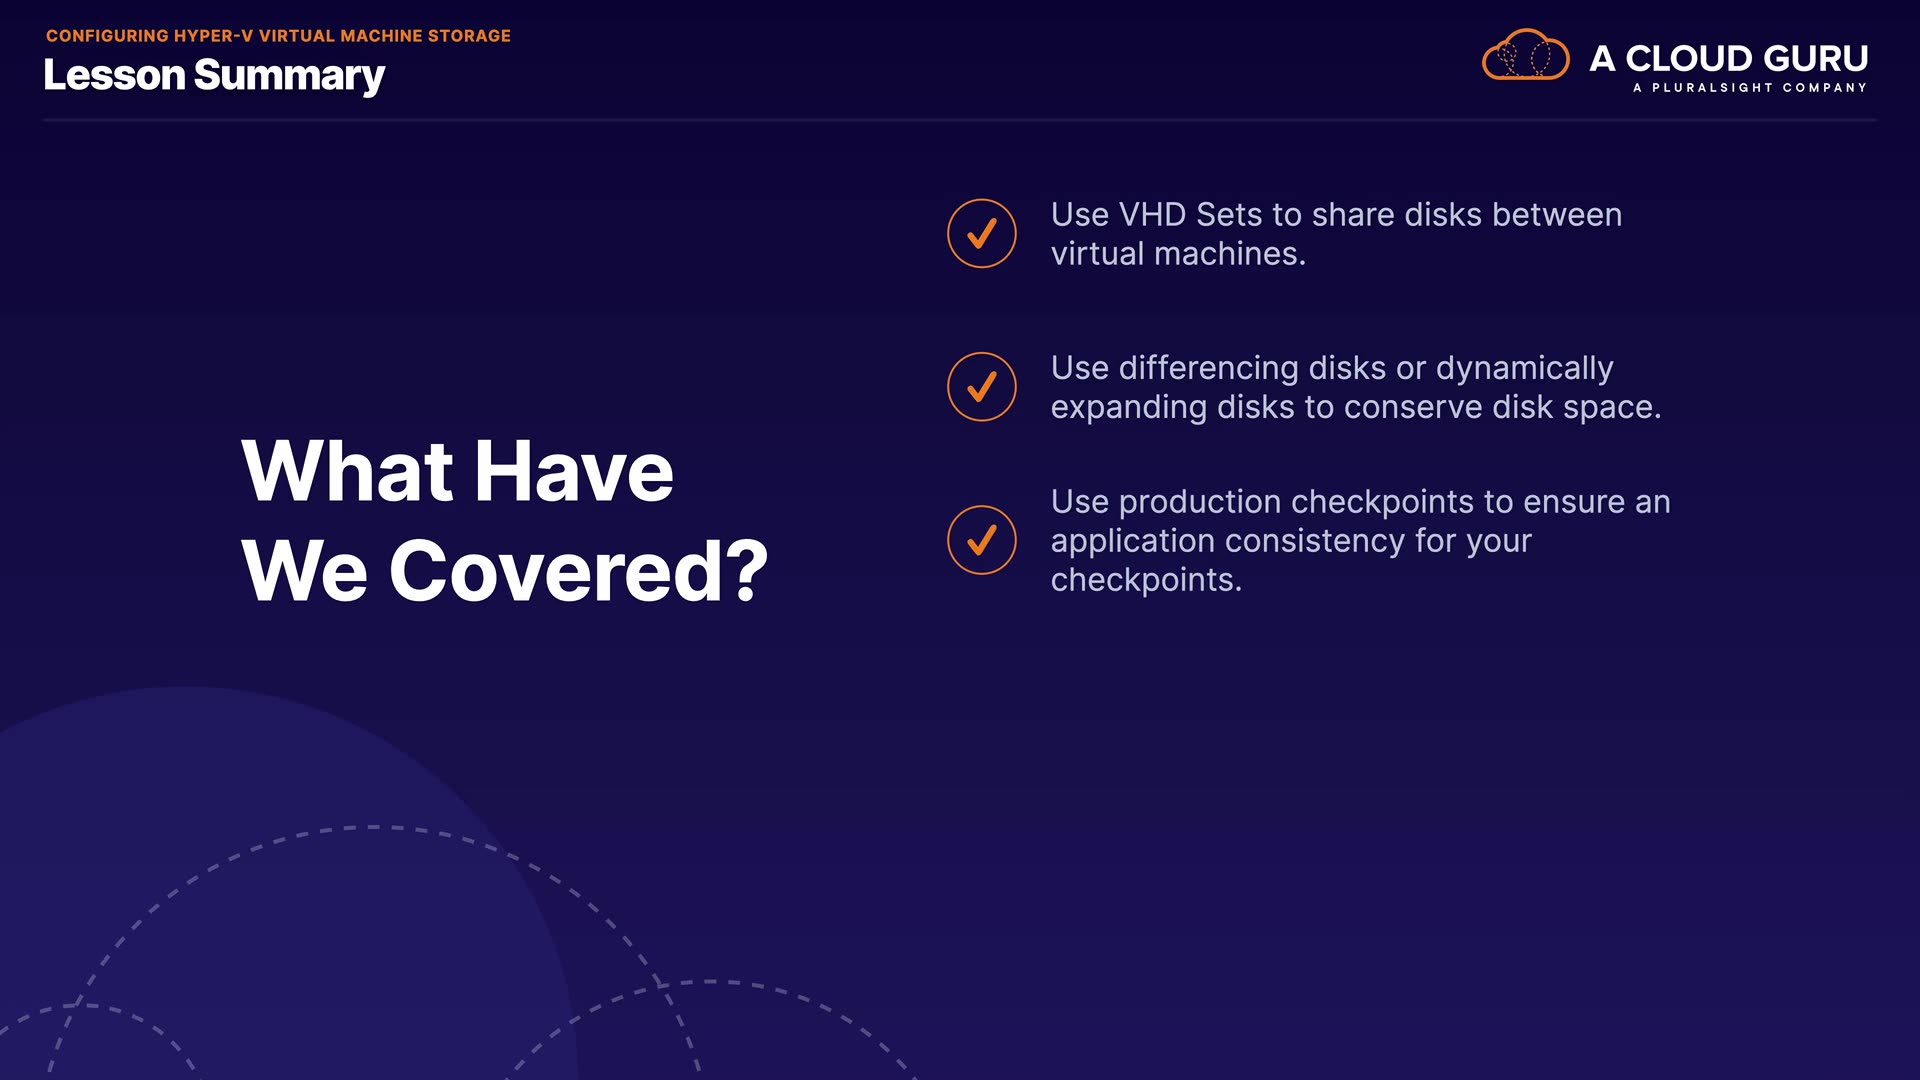 CONFIGURING HYPER-V VIRTUAL MACHINE STORAGE
Lesson Summary
A CLOUD GURU
A PLURALSIGHT COMPANY
What Have
We Covered?
Use VHD Sets to share disks between
virtual machines.
Use differencing disks or dynamically
expanding disks to conserve disk space.
Use production checkpoints to ensure an
application consistency for your
checkpoints.